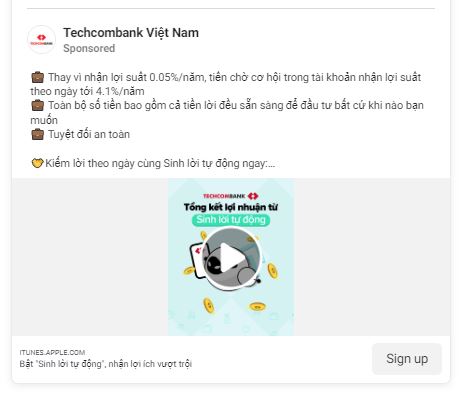 Techcombank Việt Nam
Sponsored
TECHCOMBANK
💼 Thay vì nhận lợi suất 0.05%/năm, tiền chờ cơ hội trong tài khoản nhận lợi suất
theo ngày tới 4.1%/năm
💼 Toàn bộ số tiền bao gồm cả tiền lời đều sẵn sàng để đầu tư bất cứ khi nào bạn
muốn
💼 Tuyệt đối an toàn
🤝Kiếm lời theo ngày cùng Sinh lời tự động ngay:...
TECHCOMBANK
Tổng kết lợi nhuận từ
Sinh lời tự động
ITUNES.APPLE.COM
Bật "Sinh lời tự động", nhận lợi ích vượt trội
Sign up